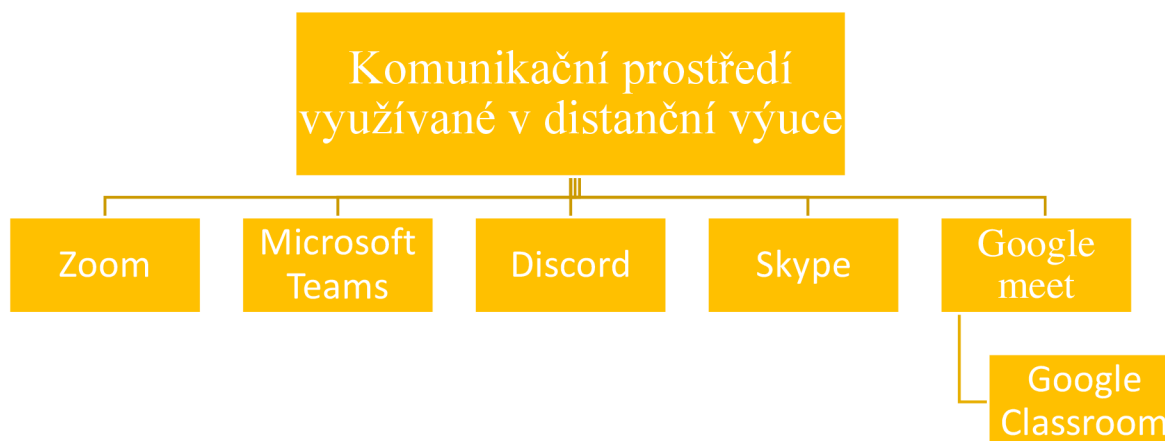 Komunikační prostředí
využívané v distanční výuce
Zoom
Microsoft
Teams
Discord
Skype
Google
meet
Google
Classroom